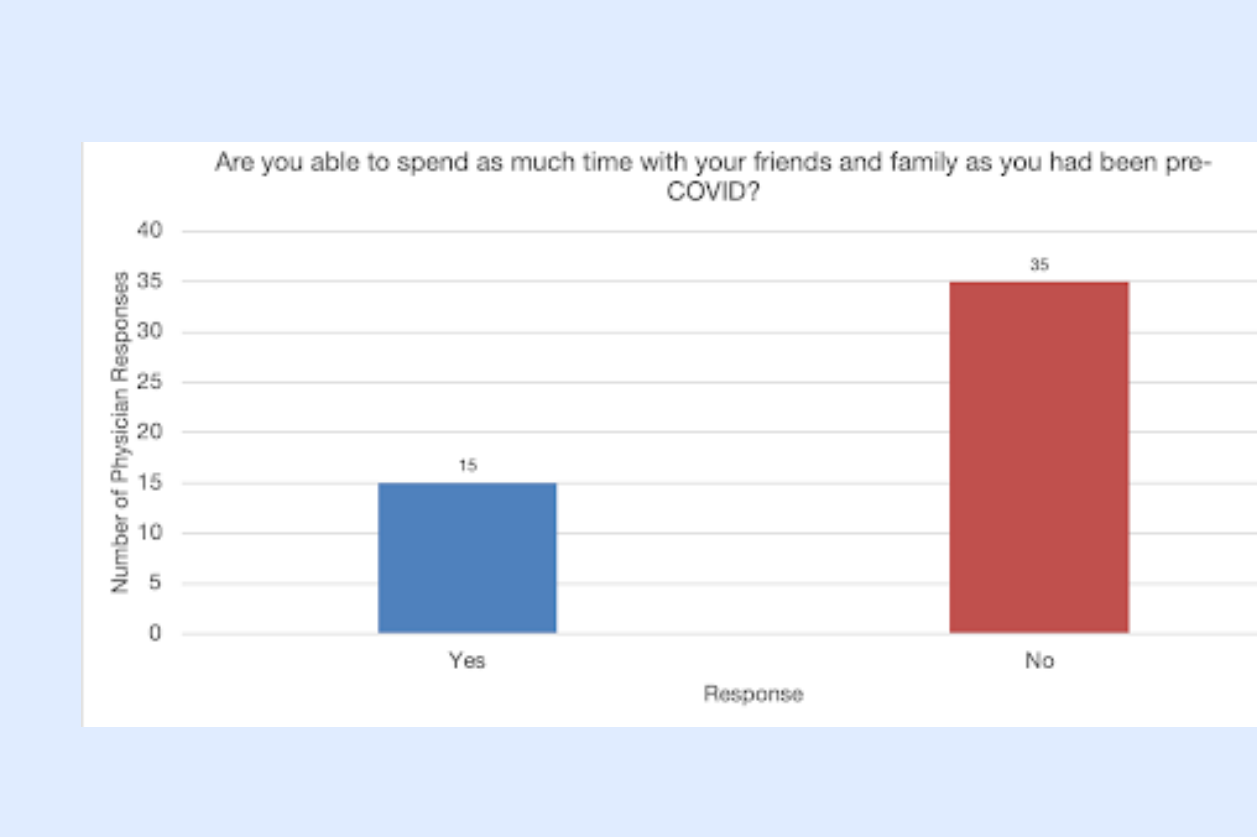 Are you able to spend as much time with your friends and family as you had been pre-
COVID?
40
35
30
25
20
15
10
5
0
Number of Physician Responses
15
35
Yes
No
Response